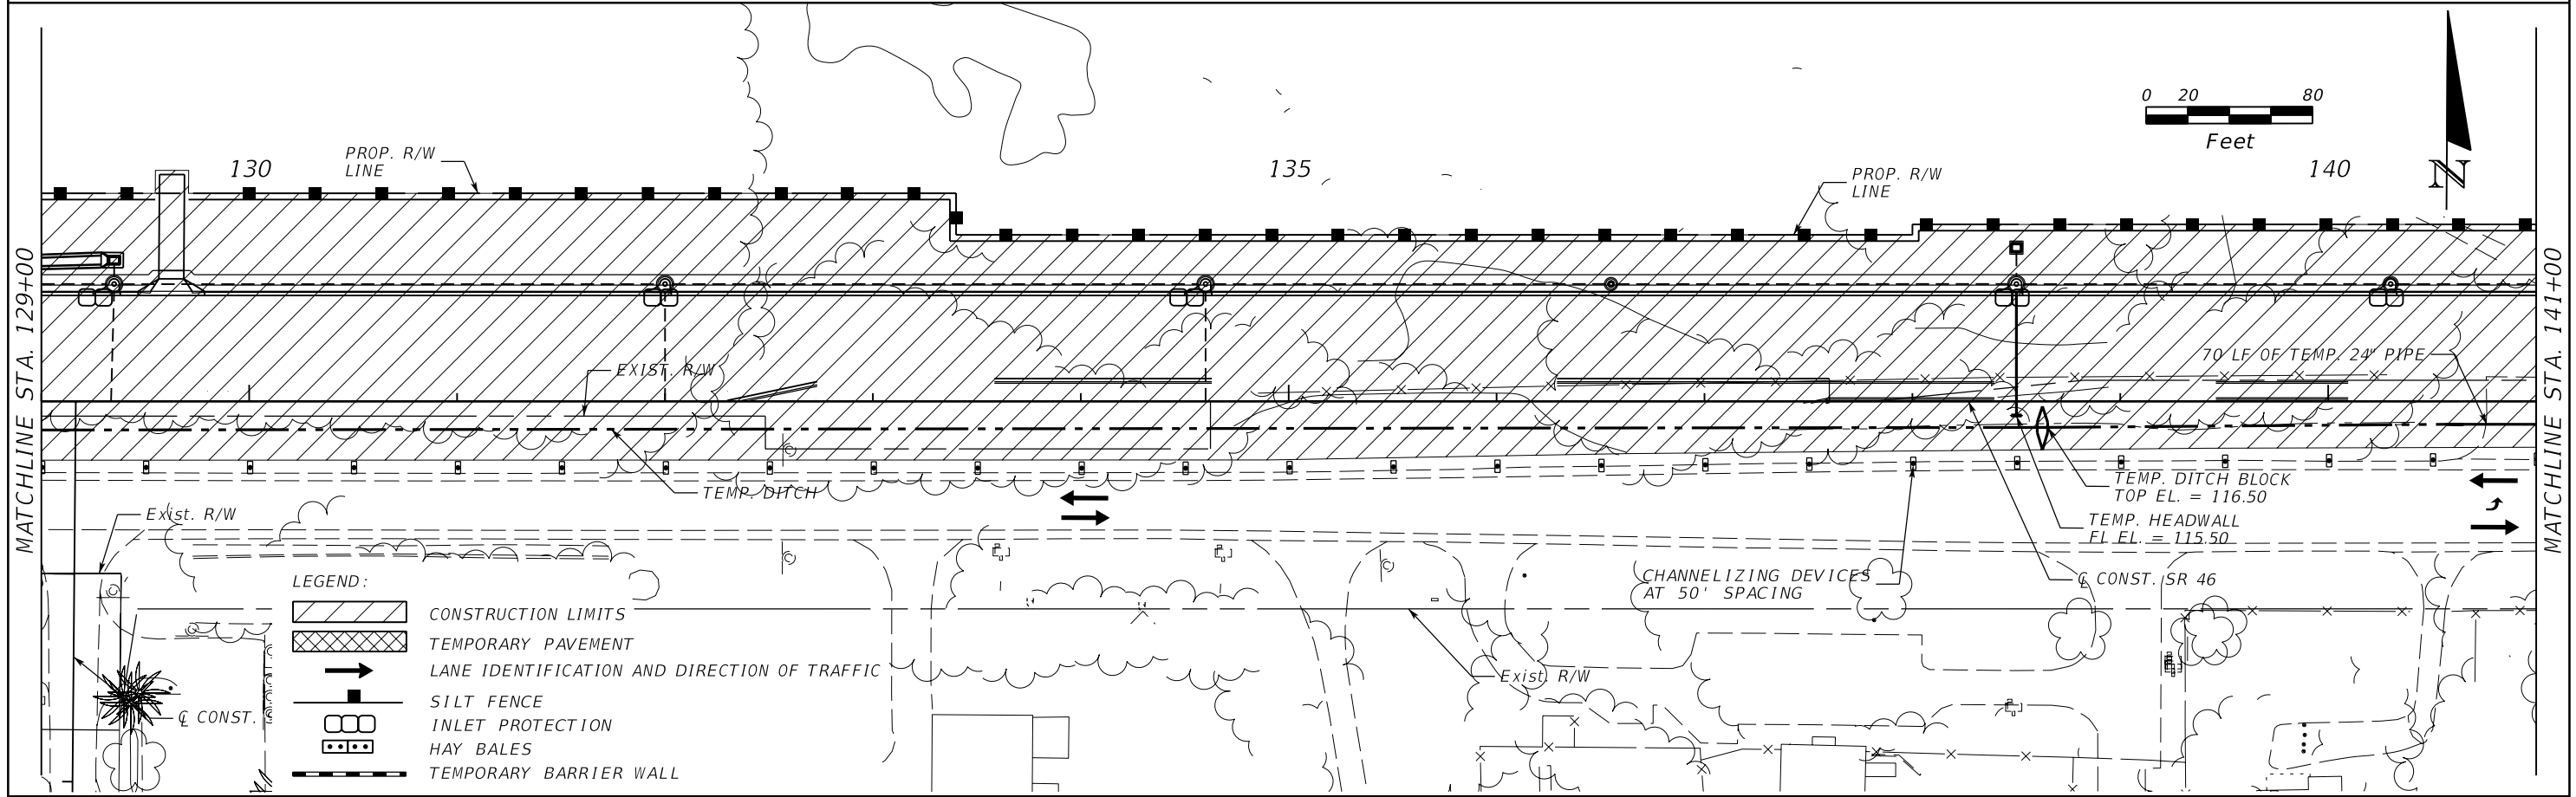 0 20 80
Feet
N
130
135
140
PROP. R/W
LINE
PROP. R/W
LINE
MATCHLINE STA. 129+00
MATCHLINE STA. 141+00
EXIST. R/W
70 LF OF TEMP. 24" PIPE
TEMP. DITCH
TEMP. DITCH BLOCK
TOP EL. = 116.50
TEMP. HEADWALL
FL EL. = 115.50
Exist. R/W
CHANNELIZING DEVICES
AT 50' SPACING
℄ CONST. SR 46
LEGEND:
CONSTRUCTION LIMITS
TEMPORARY PAVEMENT
LANE IDENTIFICATION AND DIRECTION OF TRAFFIC
SILT FENCE
INLET PROTECTION
HAY BALES
TEMPORARY BARRIER WALL
Exist. R/W
℄ CONST.